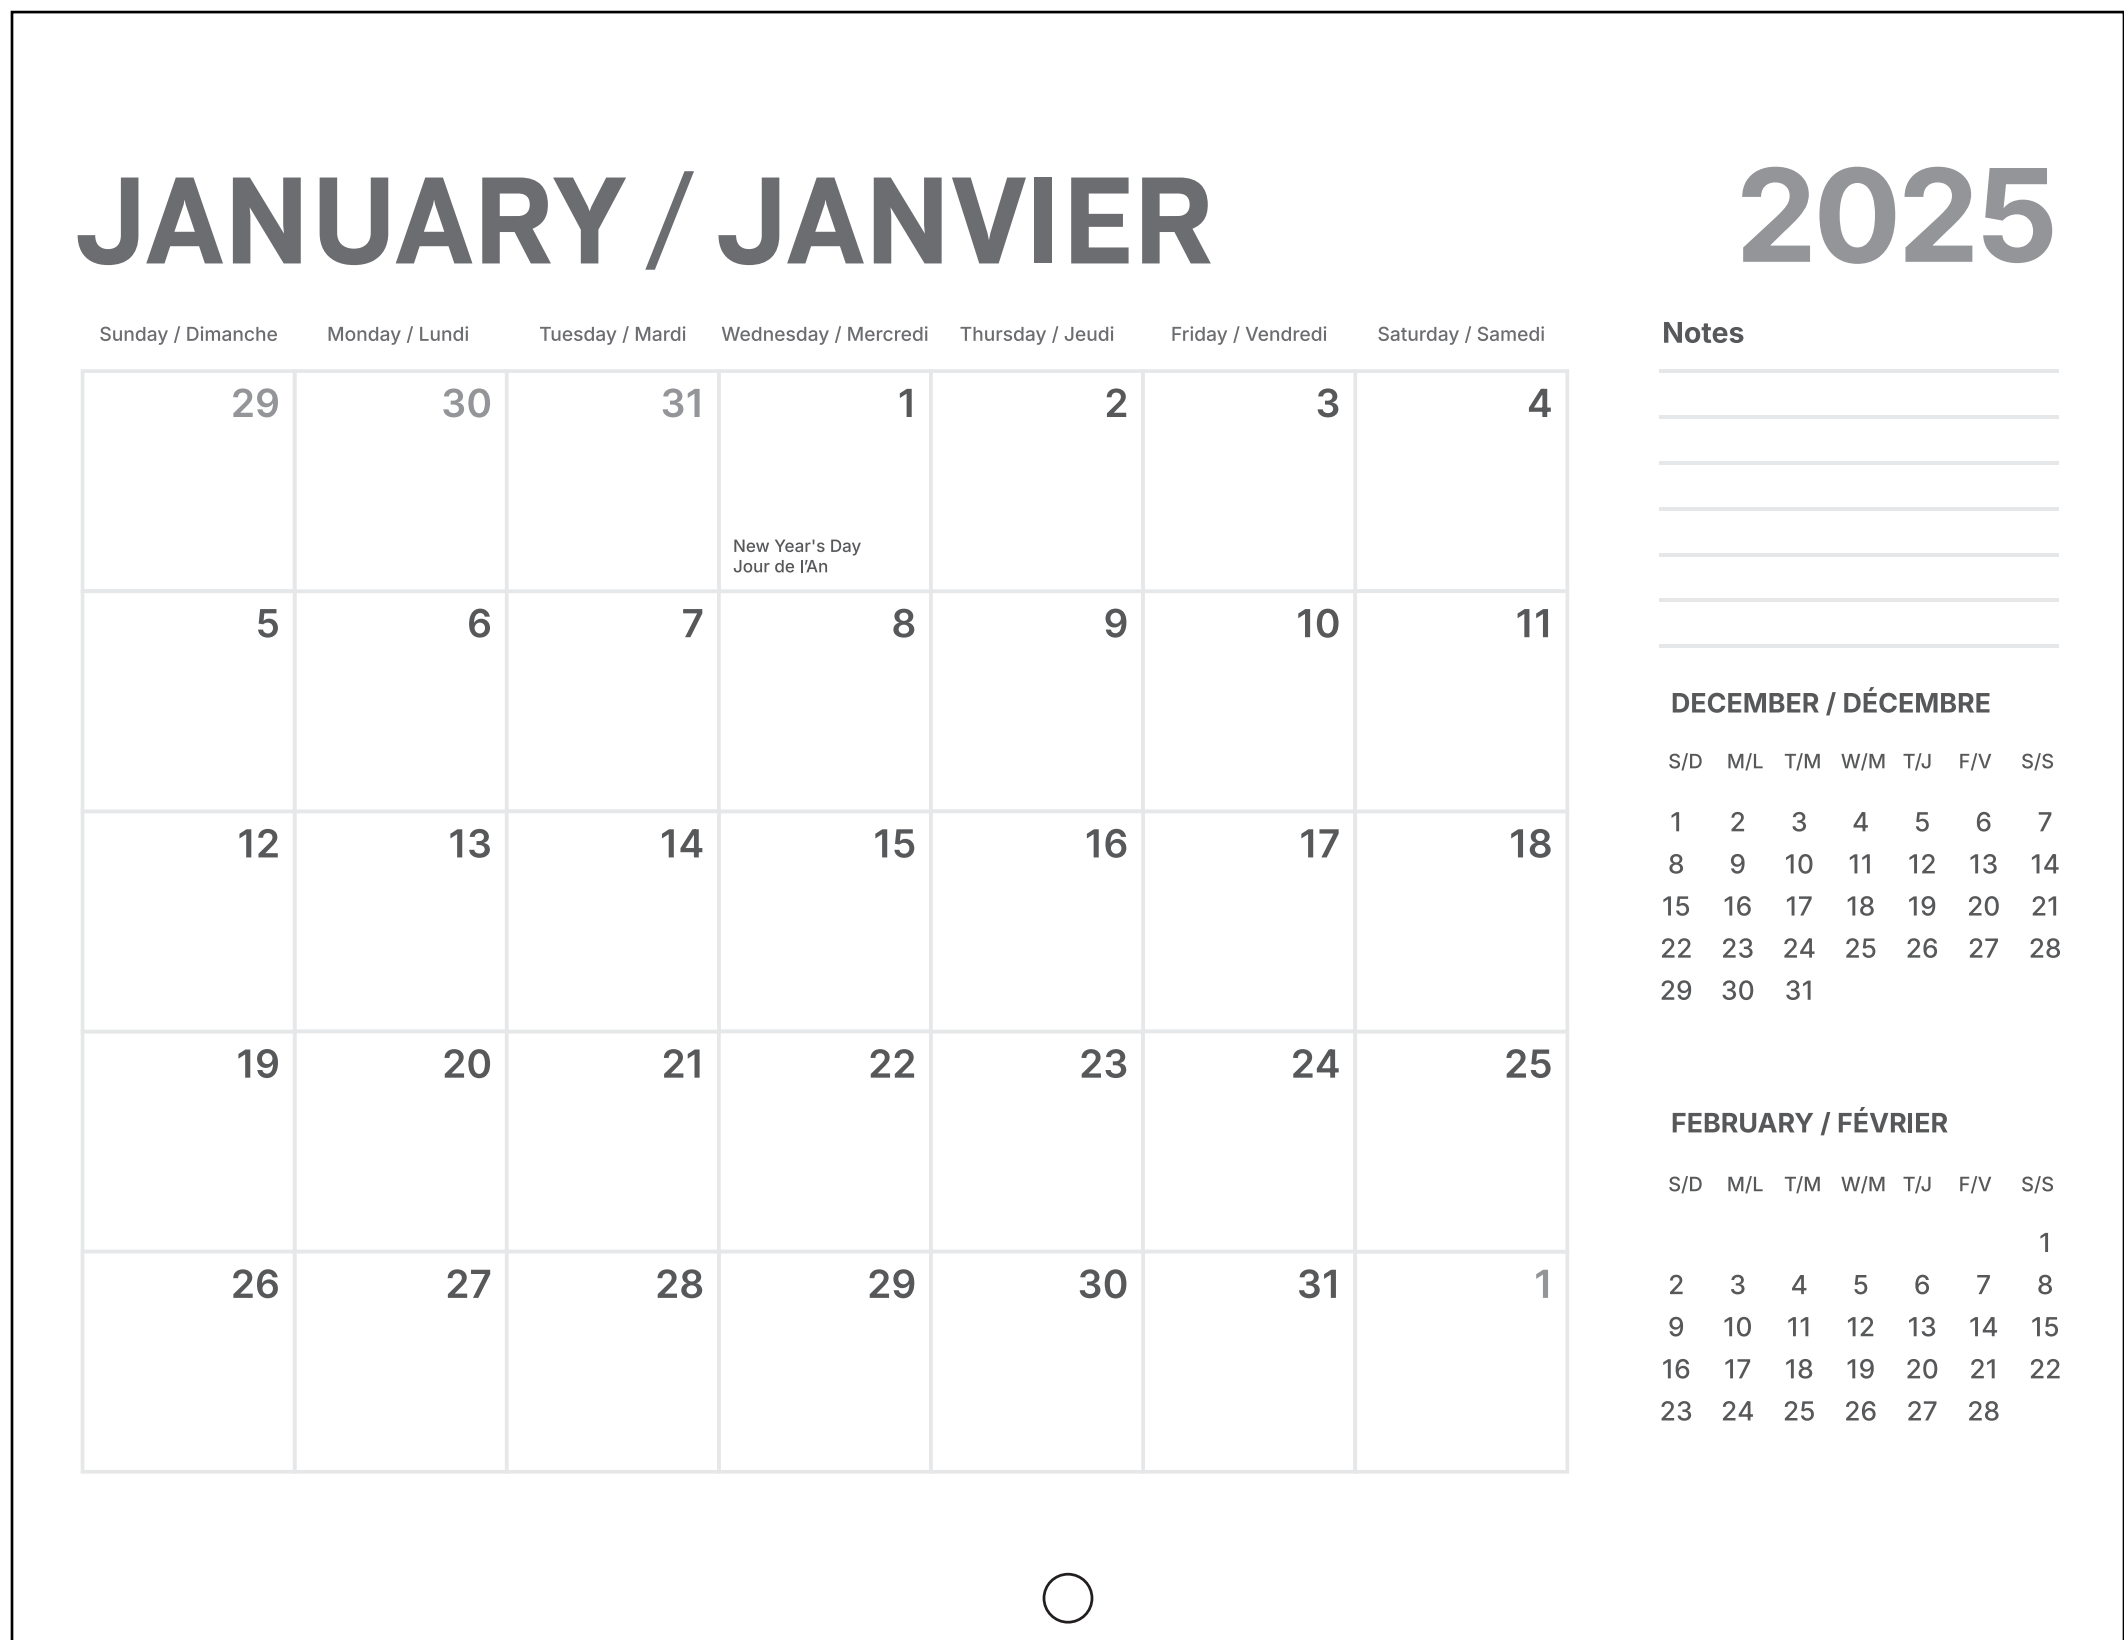 JANUARY / JANVIER 2025
Sunday / Dimanche Monday / Lundi Tuesday / Mardi Wednesday / Mercredi Thursday / Jeudi Friday / Vendredi Saturday / Samedi
29 30 31 1 2 3 4
New Year's Day
Jour de l’An
5 6 7 8 9 10 11
12 13 14 15 16 17 18
19 20 21 22 23 24 25
26 27 28 29 30 31 1
Notes
DECEMBER / DÉCEMBRE
S/D M/L T/M W/M T/J F/V S/S
1 2 3 4 5 6 7
8 9 10 11 12 13 14
15 16 17 18 19 20 21
22 23 24 25 26 27 28
29 30 31
FEBRUARY / FÉVRIER
S/D M/L T/M W/M T/J F/V S/S
1
2 3 4 5 6 7 8
9 10 11 12 13 14 15
16 17 18 19 20 21 22
23 24 25 26 27 28